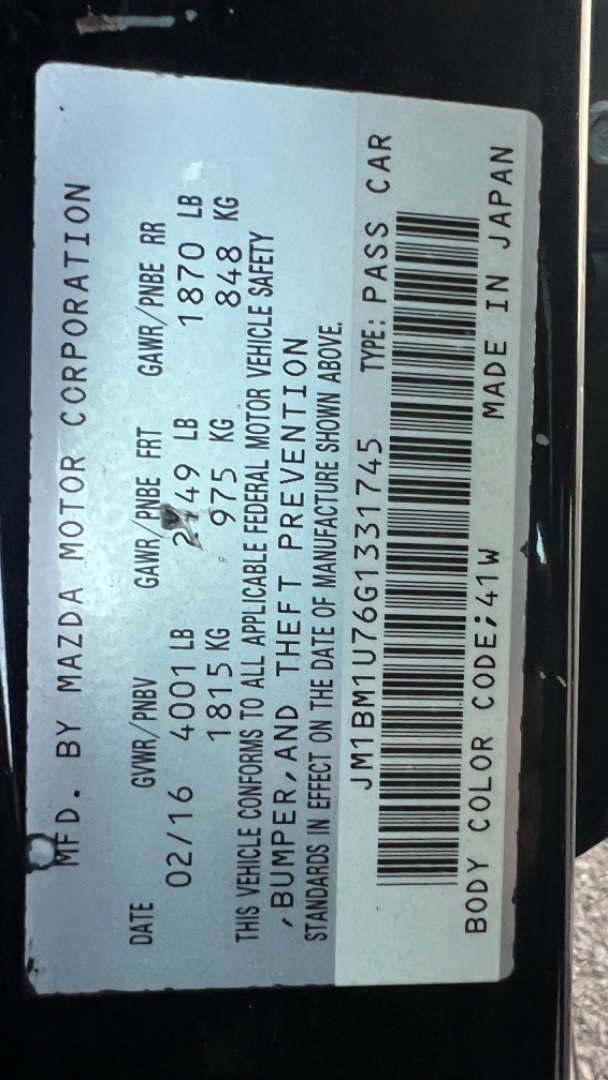 MFD. BY MAZDA MOTOR CORPORATION
DATE GVWR/PNBV GAWR/PNBE FRT GAWR/PNBE RR
02/16 4001 LB LB 1870 LB
1815 KG 975 KG 848 KG
THIS VEHICLE CONFORMS TO ALL APPLICABLE FEDERAL MOTOR VEHICLE SAFETY
,BUMPER,AND THEFT PREVENTION
STANDARDS IN EFFECT ON THE DATE OF MANUFACTURE SHOWN ABOVE.
JM1BM1U76G1331745 TYPE: PASS CAR
BODY COLOR CODE;41W MADE IN JAPAN